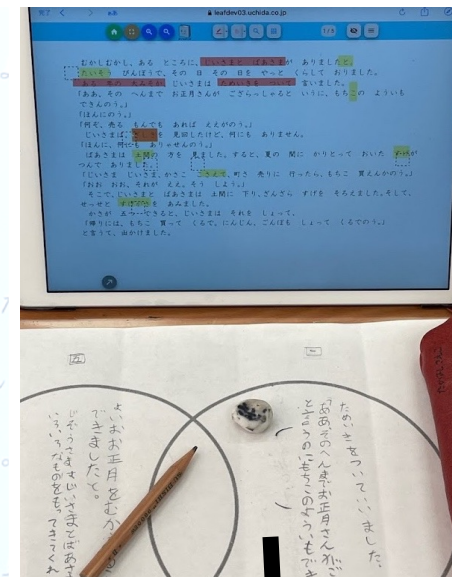 完了
leafdev03.uchida.co.jp
1/6
むかしむかし、ある ところに、じいさまと ばあさまが ありましたと。
たいそう びんぼうで、その 日 その 日を やっと くらして おりました。
ある 年の 大みそか、じいさまは ためいきを ついて 言いました。
「ああ、その へんまで お正月さんが ござらっしゃると いうに、もちこの よういも
できんのう。」
「ほんにのう。」
「何ぞ、売る もんでも あれば ええがのう。」
じいさまは、 を 見回したけど、何にも ありません。
「ほんに、何にも ありゃせんのう。」
ばあさまは 土間の 方を 見ました。すると、夏の 間に かりとって おいた すげが
つんで ありました。
「じいさま じいさま、かさこ こさえて、町さ 売りに 行ったら、もちこ 買えんかのう。」
「おお おお、それが ええ。そう しよう。」
そこで、じいさまと ばあさまは 土間に 下り、ざんざら すげを そろえました。そして、
せっせと すげがさを あみました。
かさが 五つ できると、じいさまは それを しょって、
「帰りには、もちこ 買って くるで。にんじん、ごんぼも しょって くるでのう。」
と言うて、出かけました。
ためいきをついていいました。
「ああ、そのへんまでお正月さんがご
というのにもちこのよういもでき
よいお正月をむか
できましたと。
じぞうさまはじいさまとばあさ
いろいろなものをもってきてくれ